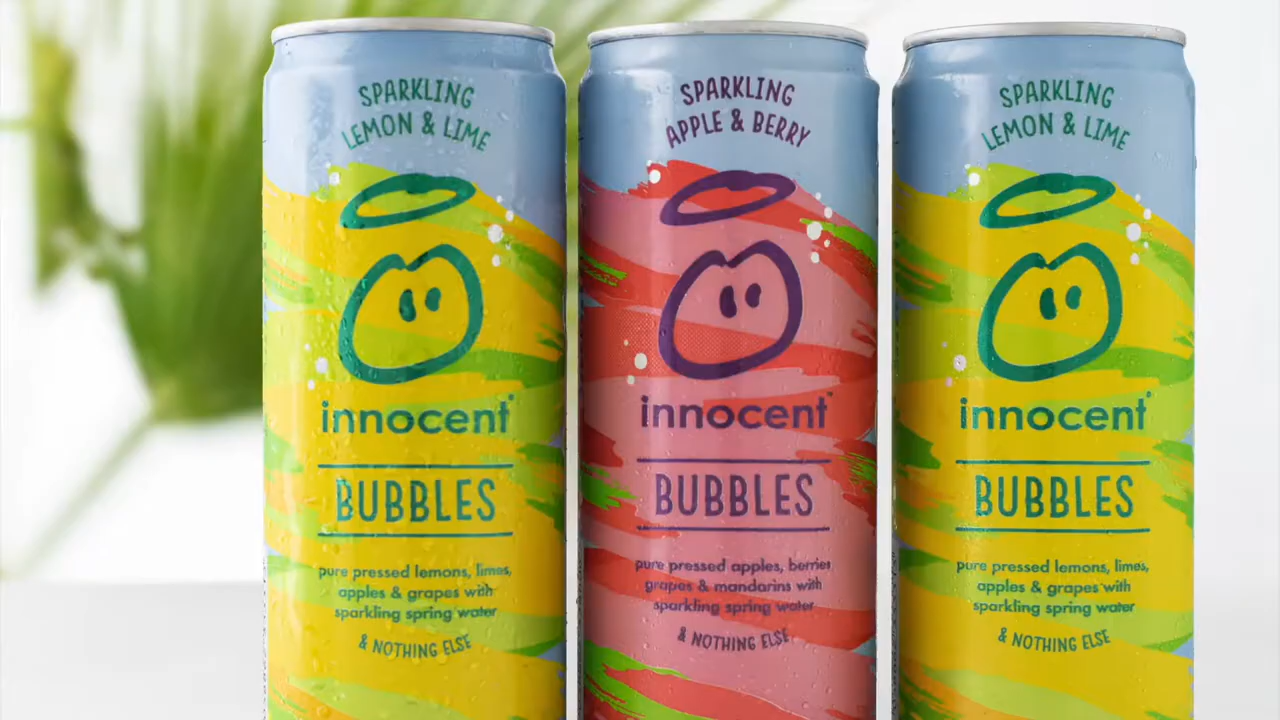 SPARKLING
LEMON & LIME
innocent
BUBBLES
pure pressed lemons, limes,
apples & grapes with
sparkling spring water
& NOTHING ELSE
SPARKLING
APPLE & BERRY
innocent
BUBBLES
pure pressed apples, berries
grapes & mandarins with
sparkling spring water
& NOTHING ELSE
SPARKLING
LEMON & LIME
innocent
BUBBLES
pure pressed lemons, limes,
apples & grapes with
sparkling spring water
& NOTHING ELSE